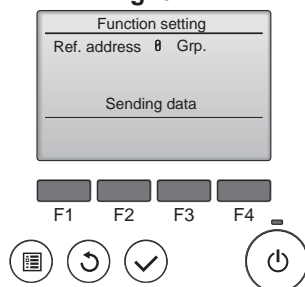 Function setting
Ref. address 0 Grp.
Sending data
F1 F2 F3 F4